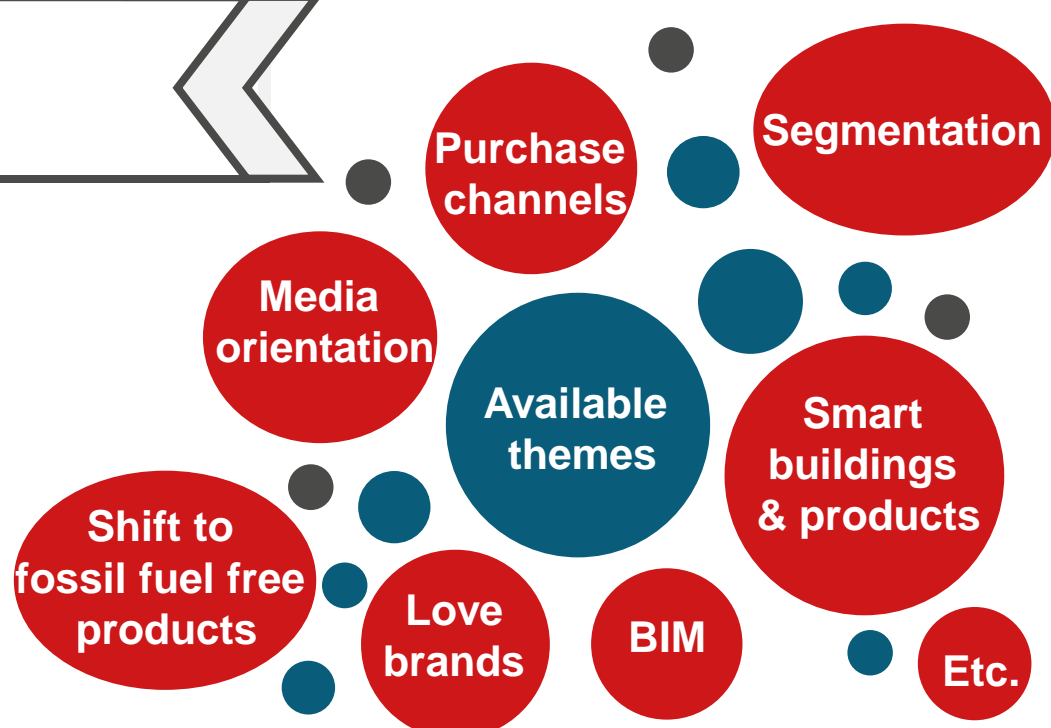 Purchase
channels
Segmentation
Media
orientation
Available
themes
Smart
buildings
& products
Shift to
fossil fuel free
products
Love
brands
BIM
Etc.